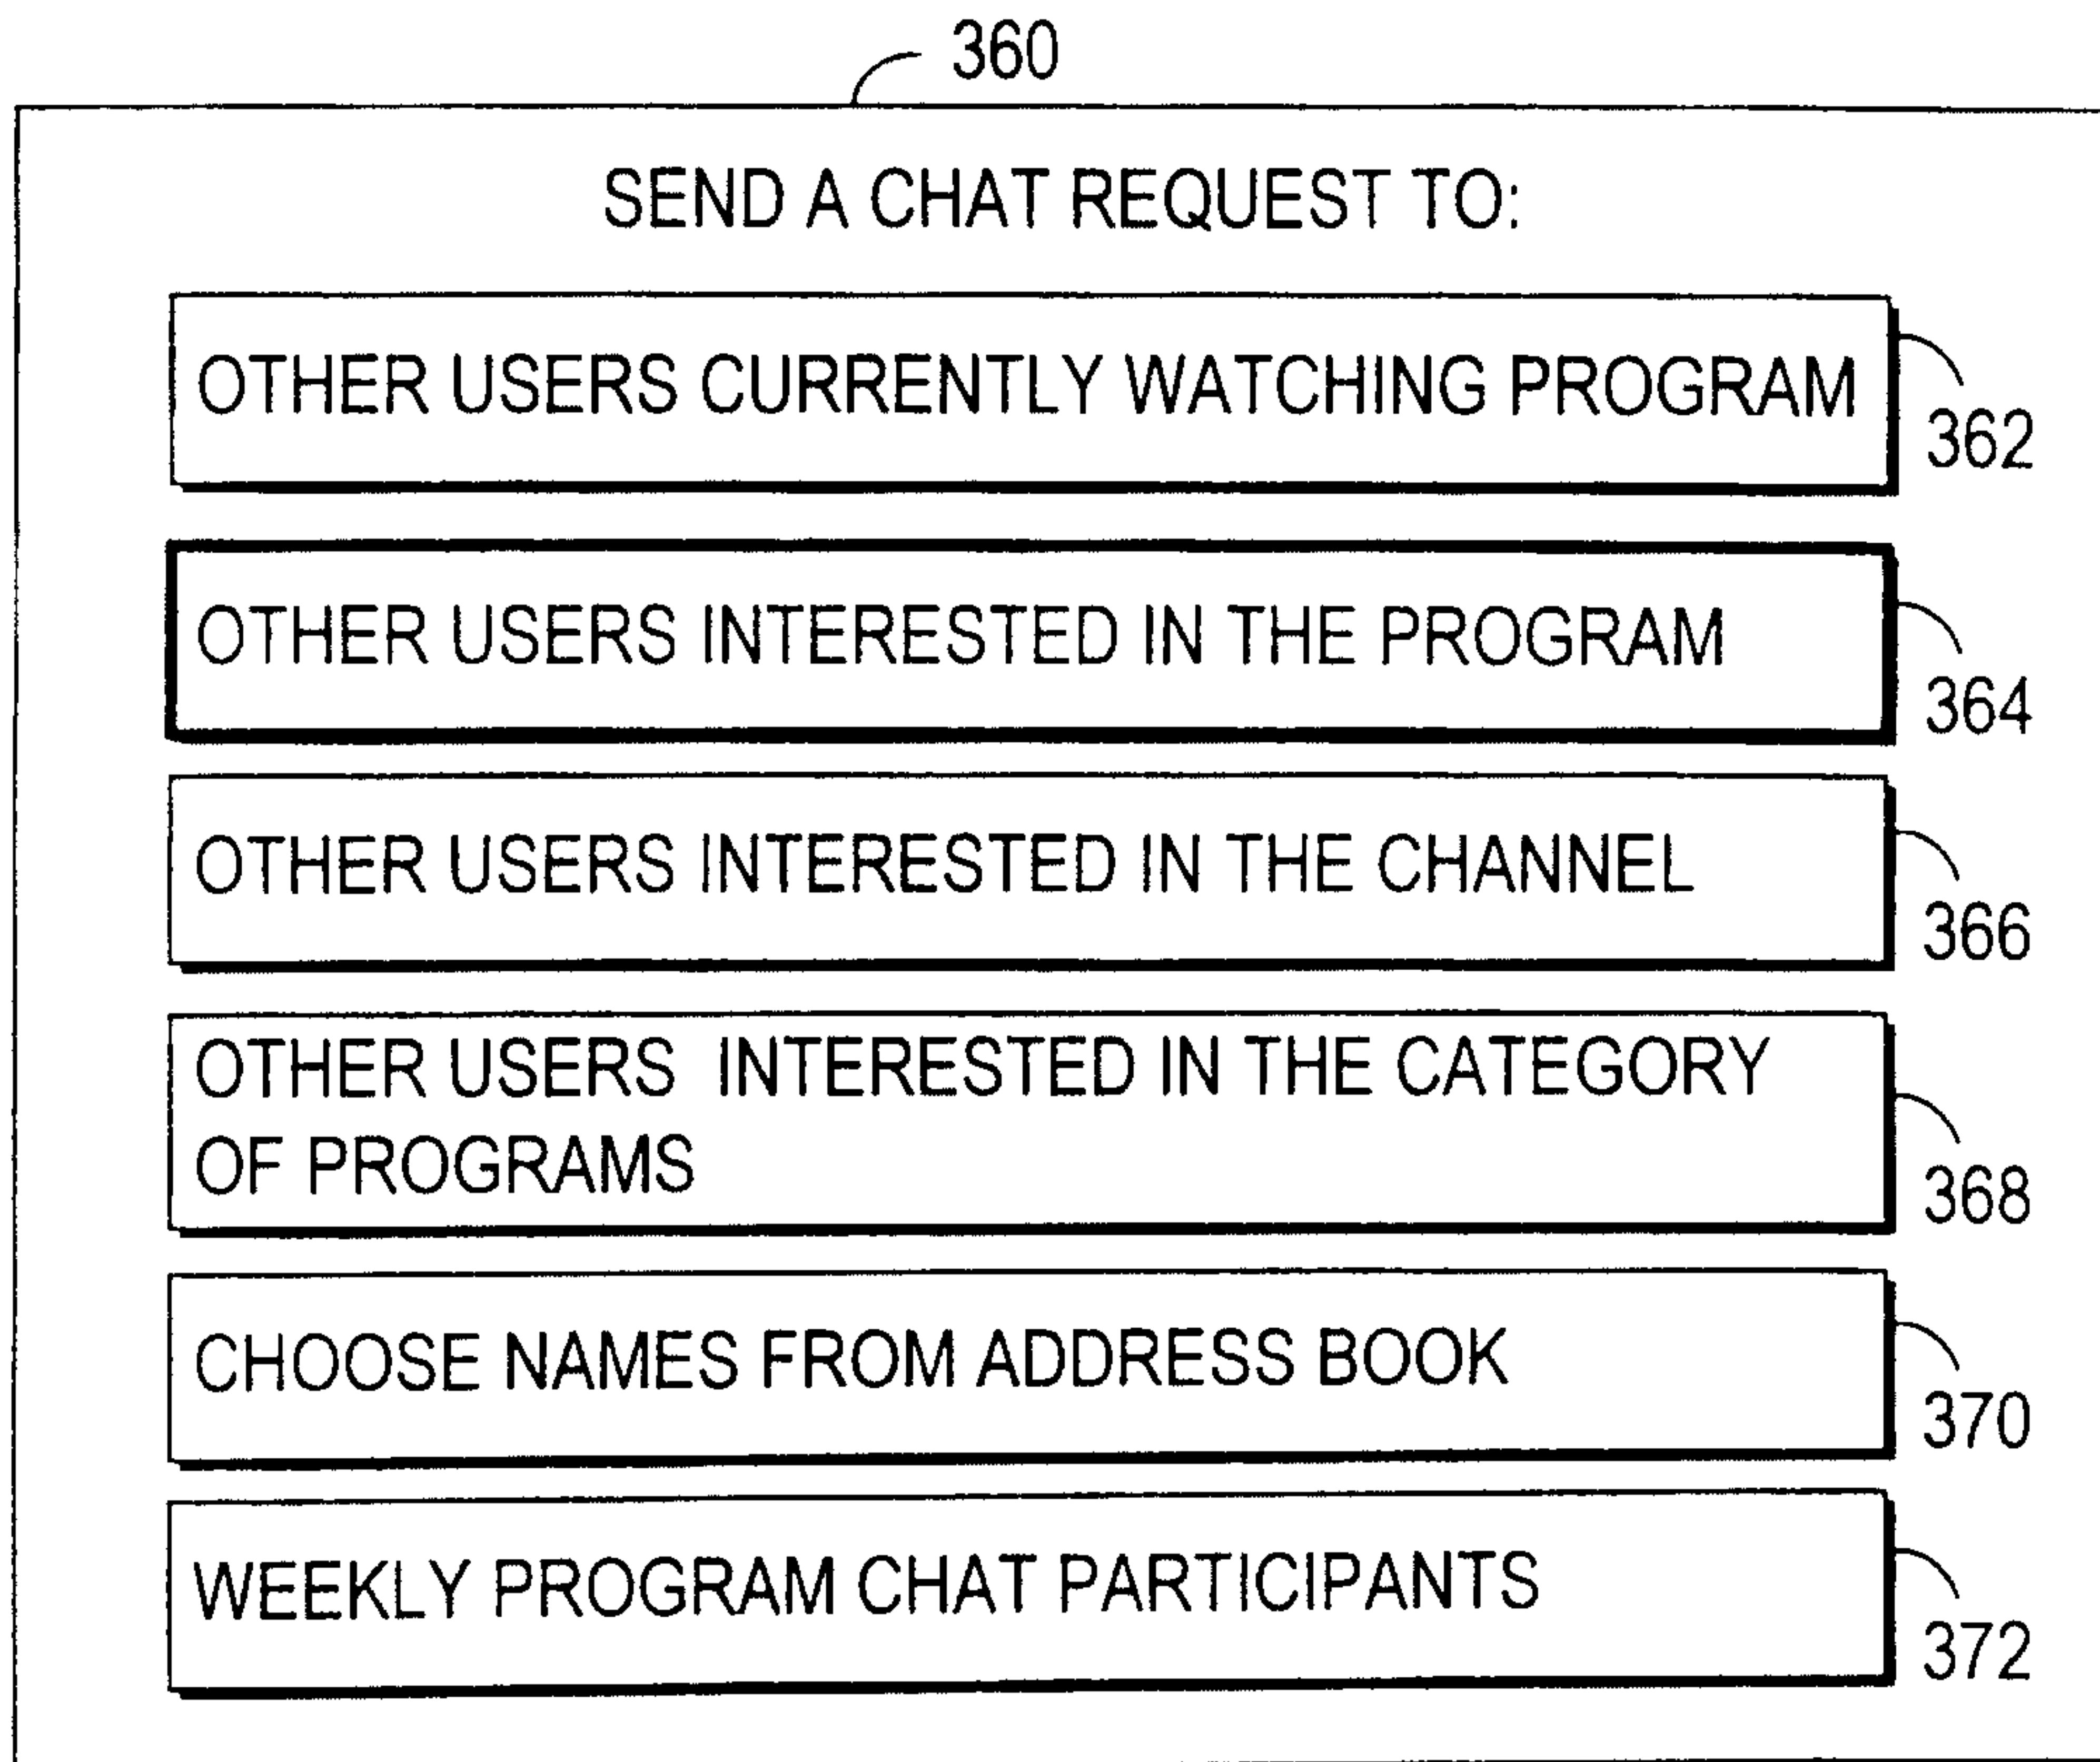 360
SEND A CHAT REQUEST TO:
OTHER USERS CURRENTLY WATCHING PROGRAM
362
OTHER USERS INTERESTED IN THE PROGRAM
364
OTHER USERS INTERESTED IN THE CHANNEL
366
OTHER USERS INTERESTED IN THE CATEGORY
OF PROGRAMS
368
CHOOSE NAMES FROM ADDRESS BOOK
370
WEEKLY PROGRAM CHAT PARTICIPANTS
372